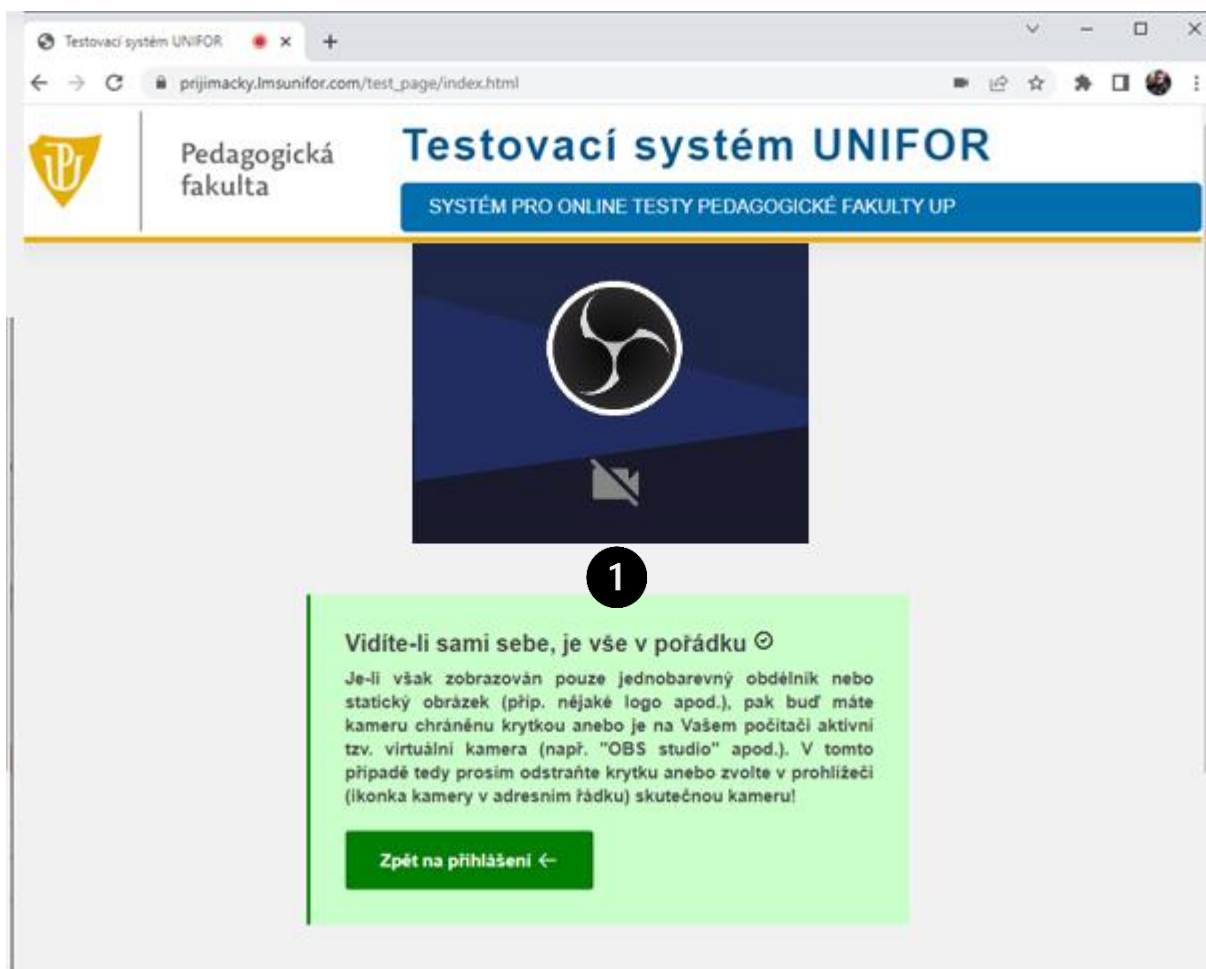 Testovací systém UNIFOR
prijimacky.lmsunifor.com/test_page/index.html
UP
Pedagogická
fakulta
Testovací systém UNIFOR
SYSTÉM PRO ONLINE TESTY PEDAGOGICKÉ FAKULTY UP
1
Vidíte-li sami sebe, je vše v pořádku
Je-li však zobrazován pouze jednobarevný obdélník nebo
statický obrázek (příp. nějaké logo apod.), pak buď máte
kameru chráněnu krytkou anebo je na Vašem počítači aktivní
tzv. virtuální kamera (např. "OBS studio" apod.). V tomto
případě tedy prosím odstraňte krytku anebo zvolte v prohlížeči
(ikonka kamery v adresním řádku) skutečnou kameru!
Zpět na přihlášení ←